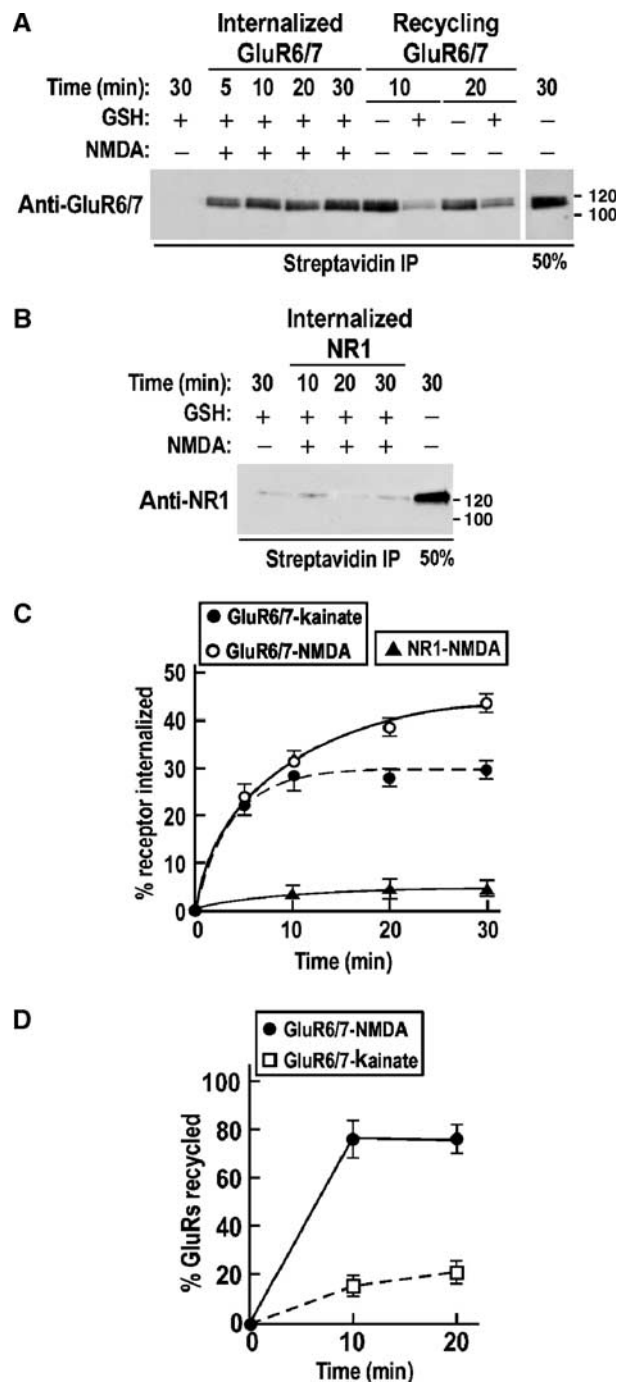 A
Internalized Recycling
GluR6/7 GluR6/7
Time (min): 30 5 10 20 30 10 20 30
GSH: + + + + + – + – + –
NMDA: – + + + + – – – – –
Anti-GluR6/7
120
100
Streptavidin IP 50%
B
Internalized
NR1
Time (min): 30 10 20 30 30
GSH: + + + + –
NMDA: – + + + –
Anti-NR1
120
100
Streptavidin IP 50%
C
GluR6/7-kainate
GluR6/7-NMDA NR1-NMDA
% receptor internalized
50
40
30
20
10
0
0 10 20 30
Time (min)
D
GluR6/7-NMDA
GluR6/7-kainate
% GluRs recycled
100
80
60
40
20
0
0 10 20
Time (min)